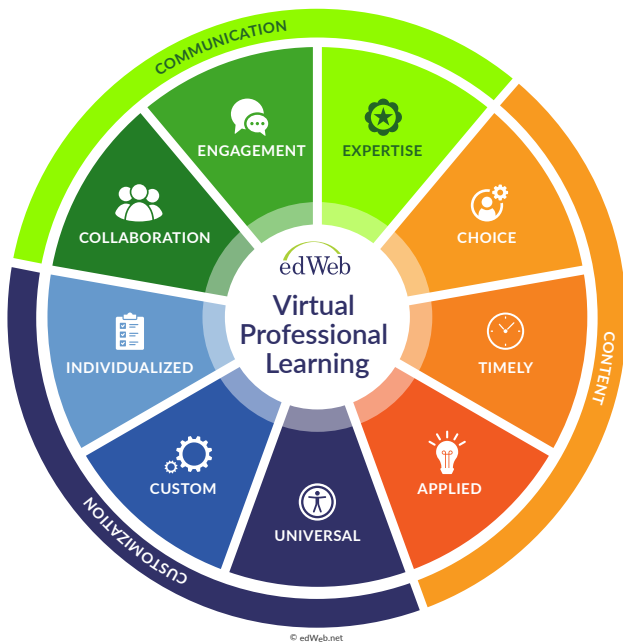 COMMUNICATION
ENGAGEMENT
EXPERTISE
COLLABORATION
CHOICE
edWeb
Virtual
Professional
Learning
INDIVIDUALIZED
TIMELY
CONTENT
CUSTOM
APPLIED
UNIVERSAL
CUSTOMIZATION
© edWeb.net